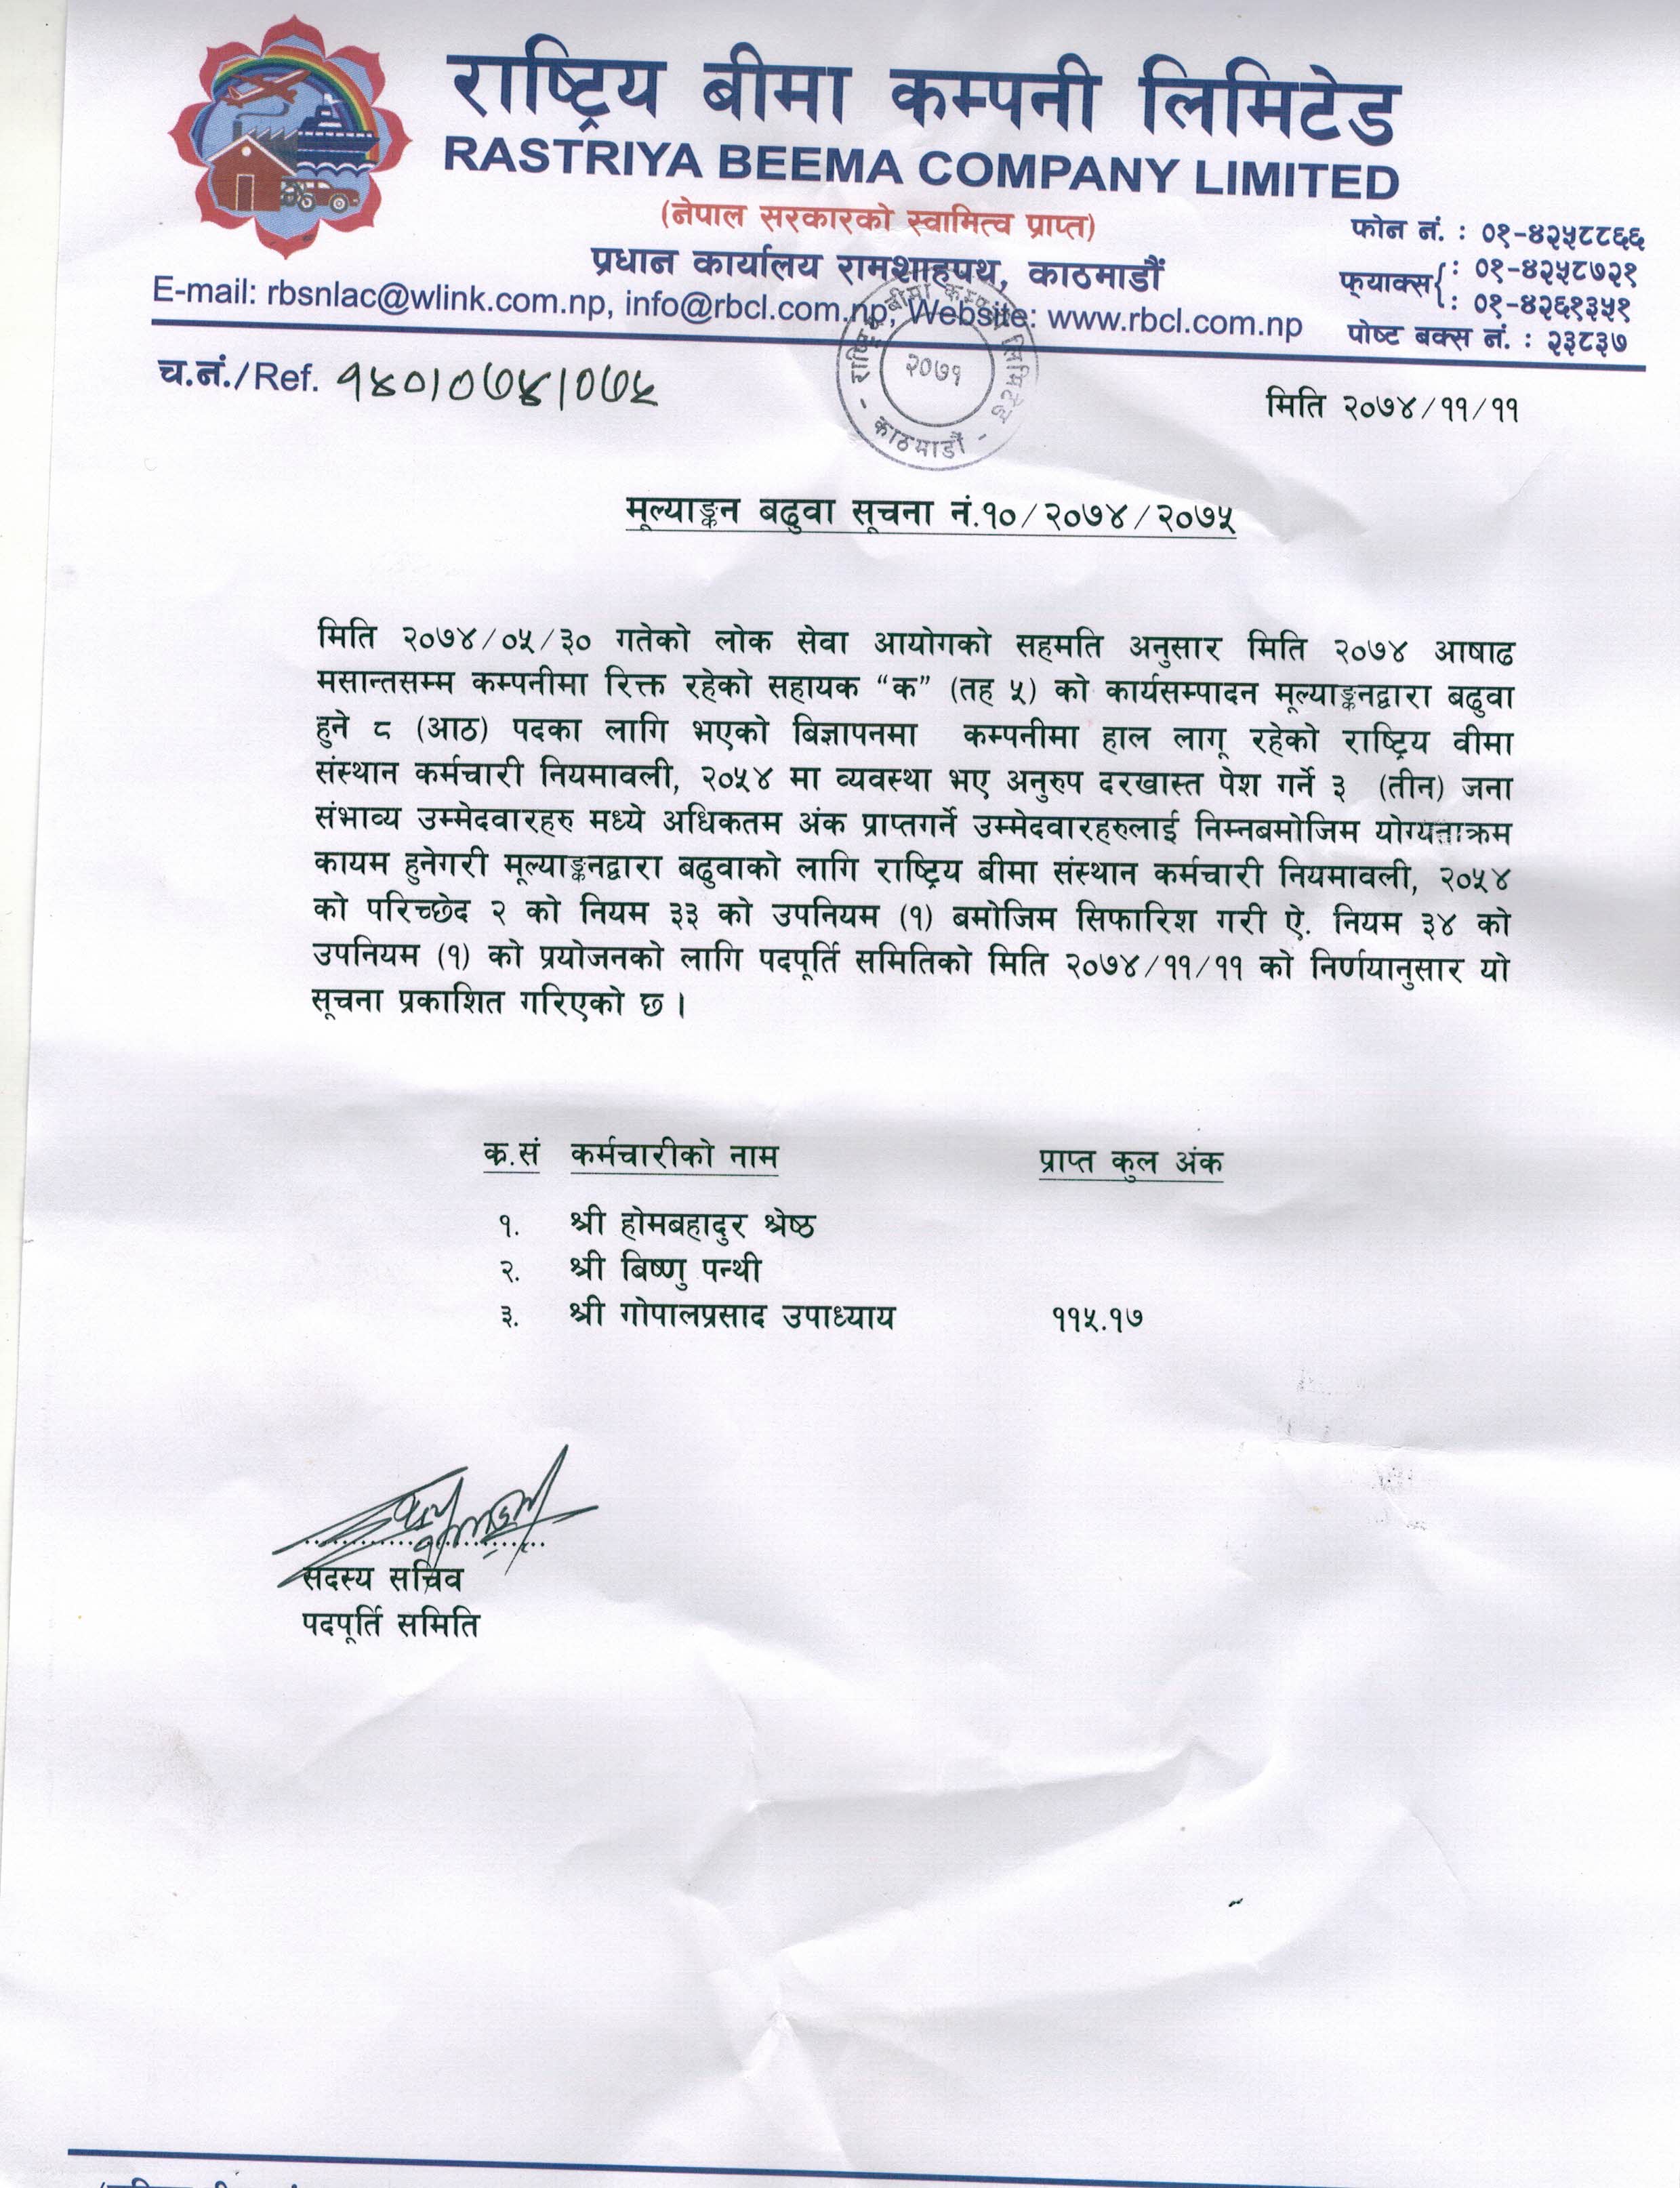 राष्ट्रिय बीमा कम्पनी लिमिटेड
RASTRIYA BEEMA COMPANY LIMITED
(नेपाल सरकारको स्वामित्व प्राप्त)
प्रधान कार्यालय रामशाहपथ, काठमाडौं
E-mail: rbsnlac@wlink.com.np, info@rbcl.com.np, Website: www.rbcl.com.np
फोन नं. : ०१-४२५८८६६
फ्याक्स : ०१-४२५८७२१
: ०१-४२६१३५१
पोष्ट बक्स नं. : २३८३७
राष्ट्रिय बीमा कम्पनी लिमिटेड
२०७१
- काठमाडौं -
च.नं./Ref. १४०।०७४।०७५
मिति २०७४/११/११
मूल्याङ्कन बढुवा सूचना नं.१०/२०७४/२०७५
मिति २०७४/०५/३० गतेको लोक सेवा आयोगको सहमति अनुसार मिति २०७४ आषाढ
मसान्तसम्म कम्पनीमा रिक्त रहेको सहायक “क” (तह ५) को कार्यसम्पादन मूल्याङ्कनद्वारा बढुवा
हुने ८ (आठ) पदका लागि भएको बिज्ञापनमा कम्पनीमा हाल लागू रहेको राष्ट्रिय वीमा
संस्थान कर्मचारी नियमावली, २०५४ मा व्यवस्था भए अनुरुप दरखास्त पेश गर्ने ३ (तीन) जना
संभाव्य उम्मेदवारहरु मध्ये अधिकतम अंक प्राप्तगर्ने उम्मेदवारहरुलाई निम्नबमोजिम योग्यताक्रम
कायम हुनेगरी मूल्याङ्कनद्वारा बढुवाको लागि राष्ट्रिय बीमा संस्थान कर्मचारी नियमावली, २०५४
को परिच्छेद २ को नियम ३३ को उपनियम (१) बमोजिम सिफारिश गरी ऐ. नियम ३४ को
उपनियम (१) को प्रयोजनको लागि पदपूर्ति समितिको मिति २०७४/११/११ को निर्णयानुसार यो
सूचना प्रकाशित गरिएको छ ।
क्र.सं कर्मचारीको नाम प्राप्त कुल अंक
१. श्री होमबहादुर श्रेष्ठ
२. श्री बिष्णु पन्थी
३. श्री गोपालप्रसाद उपाध्याय ११५.१७
सदस्य सचिव
पदपूर्ति समिति